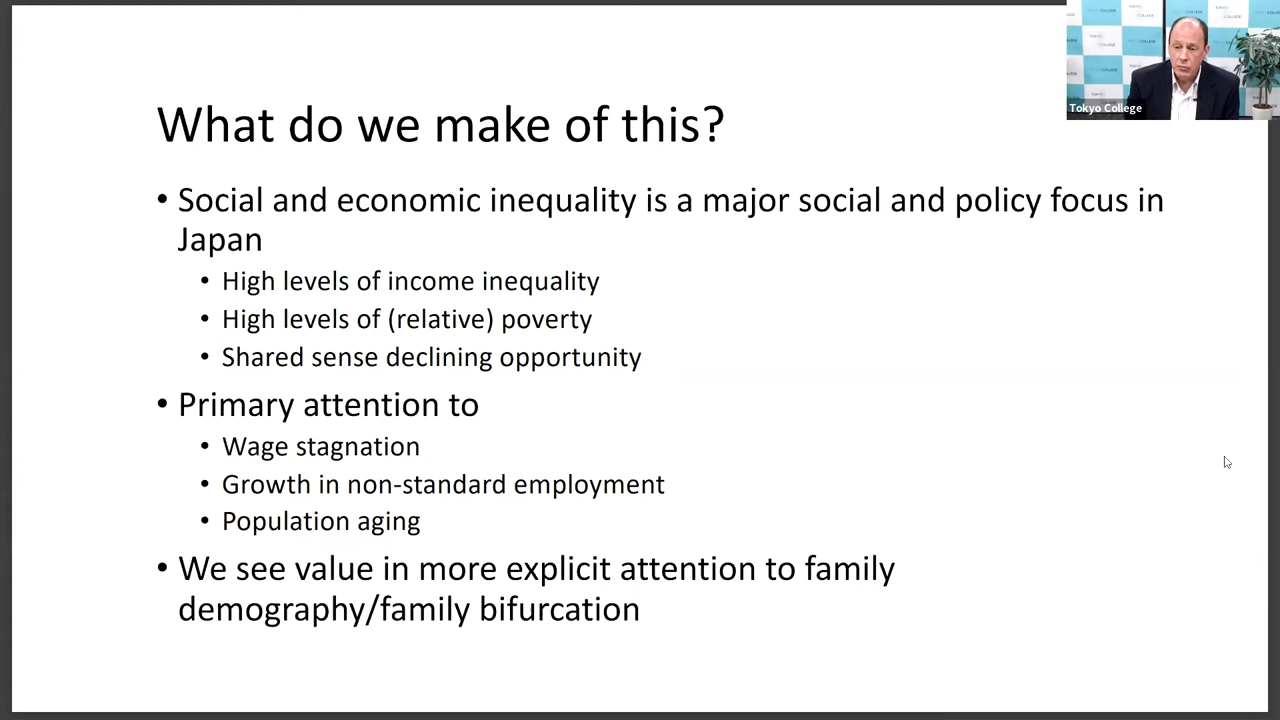 What do we make of this?
• Social and economic inequality is a major social and policy focus in
Japan
• High levels of income inequality
• High levels of (relative) poverty
• Shared sense declining opportunity
• Primary attention to
• Wage stagnation
• Growth in non-standard employment
• Population aging
• We see value in more explicit attention to family
demography/family bifurcation
Tokyo College